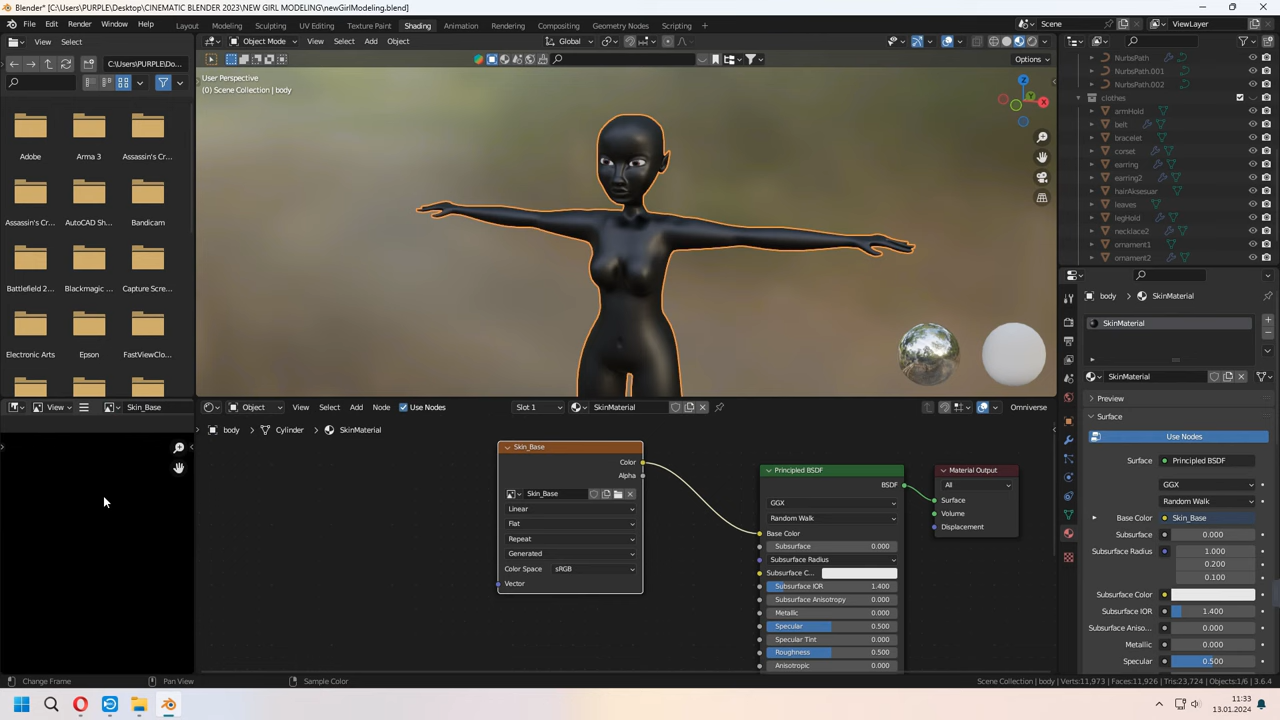 Blender* [C:\Users\PURPLE\Desktop\CINEMATIC BLENDER 2023\NEW GIRL MODELING\newGirlModeling.blend]
File Edit Render Window Help Layout Modeling Sculpting UV Editing Texture Paint Shading Animation Rendering Compositing Geometry Nodes Scripting + Scene ViewLayer
View Select Object Mode View Select Add Object Global
C:\Users\PURPLE\Do... Options
User Perspective
(0) Scene Collection | body
Adobe Arma 3 Assassin's Cr...
Assassin's Cr... AutoCAD Sh... Bandicam
Battlefield 2... Blackmagic ... Capture Scre...
Electronic Arts Epson FastViewClo...
Z
Y
X
NurbsPath
NurbsPath.001
NurbsPath.002
clothes
armHold
belt
bracelet
corset
earring
earring2
hairAksesuar
leaves
legHold
necklace2
ornament1
ornament2
View Skin_Base
Object View Select Add Node Use Nodes Slot 1 SkinMaterial Omniverse
body Cylinder SkinMaterial
Skin_Base
Color
Alpha
Skin_Base
Linear
Flat
Repeat
Generated
Color Space sRGB
Vector
Principled BSDF
BSDF
GGX
Random Walk
Base Color
Subsurface 0.000
Subsurface Radius
Subsurface C...
Subsurface IOR 1.400
Subsurface Anisotropy 0.000
Metallic 0.000
Specular 0.500
Specular Tint 0.000
Roughness 0.500
Anisotropic 0.000
Material Output
All
Surface
Volume
Displacement
body SkinMaterial
SkinMaterial
SkinMaterial
Preview
Surface
Use Nodes
Surface Principled BSDF
GGX
Random Walk
Base Color Skin_Base
Subsurface 0.000
Subsurface Radius 1.000
0.200
0.100
Subsurface Color
Subsurface IOR 1.400
Subsurface Aniso... 0.000
Metallic 0.000
Specular 0.500
Change Frame Pan View Sample Color Scene Collection | body | Verts:11,973 | Faces:11,926 | Tris:23,724 | Objects:1/6 | 3.6.4
11:33
13.01.2024